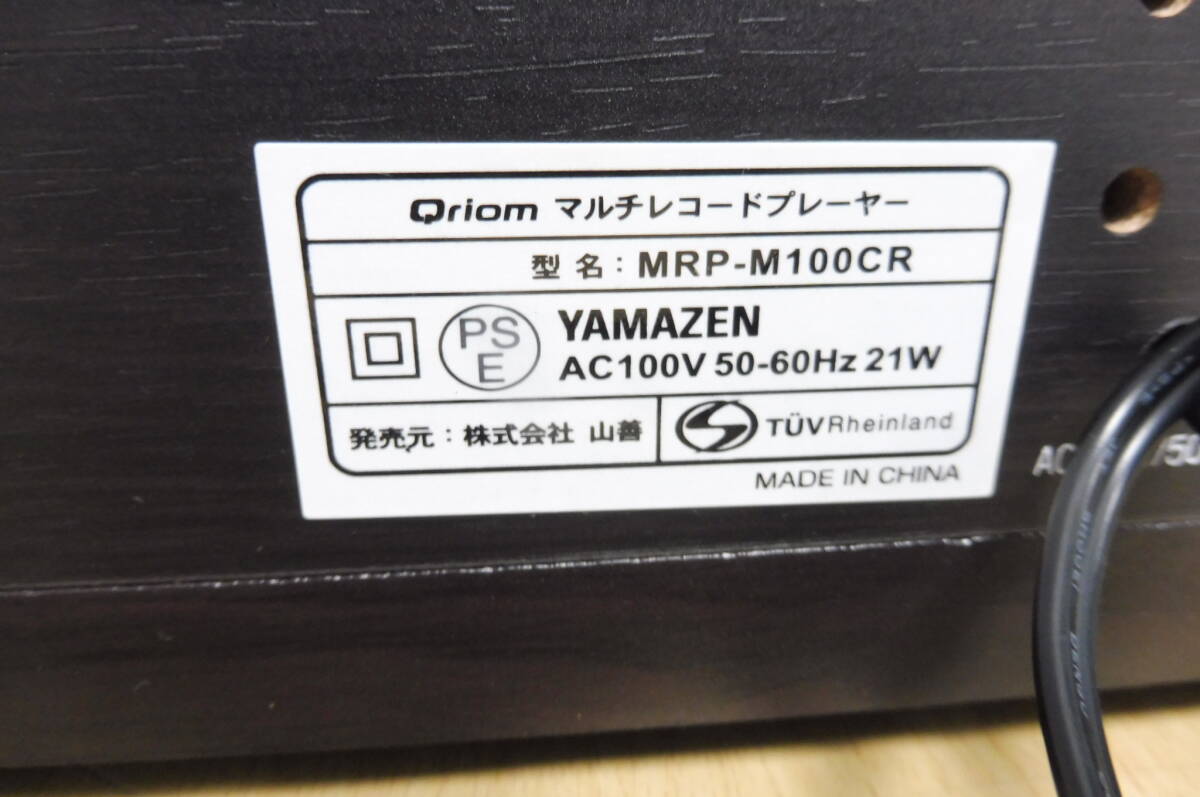 Qriom マルチレコードプレーヤー
型 名 : MRP-M100CR
PS
E
YAMAZEN
AC100V 50-60Hz 21W
発売元 : 株式会社 山善
TÜVRheinland
MADE IN CHINA
AC